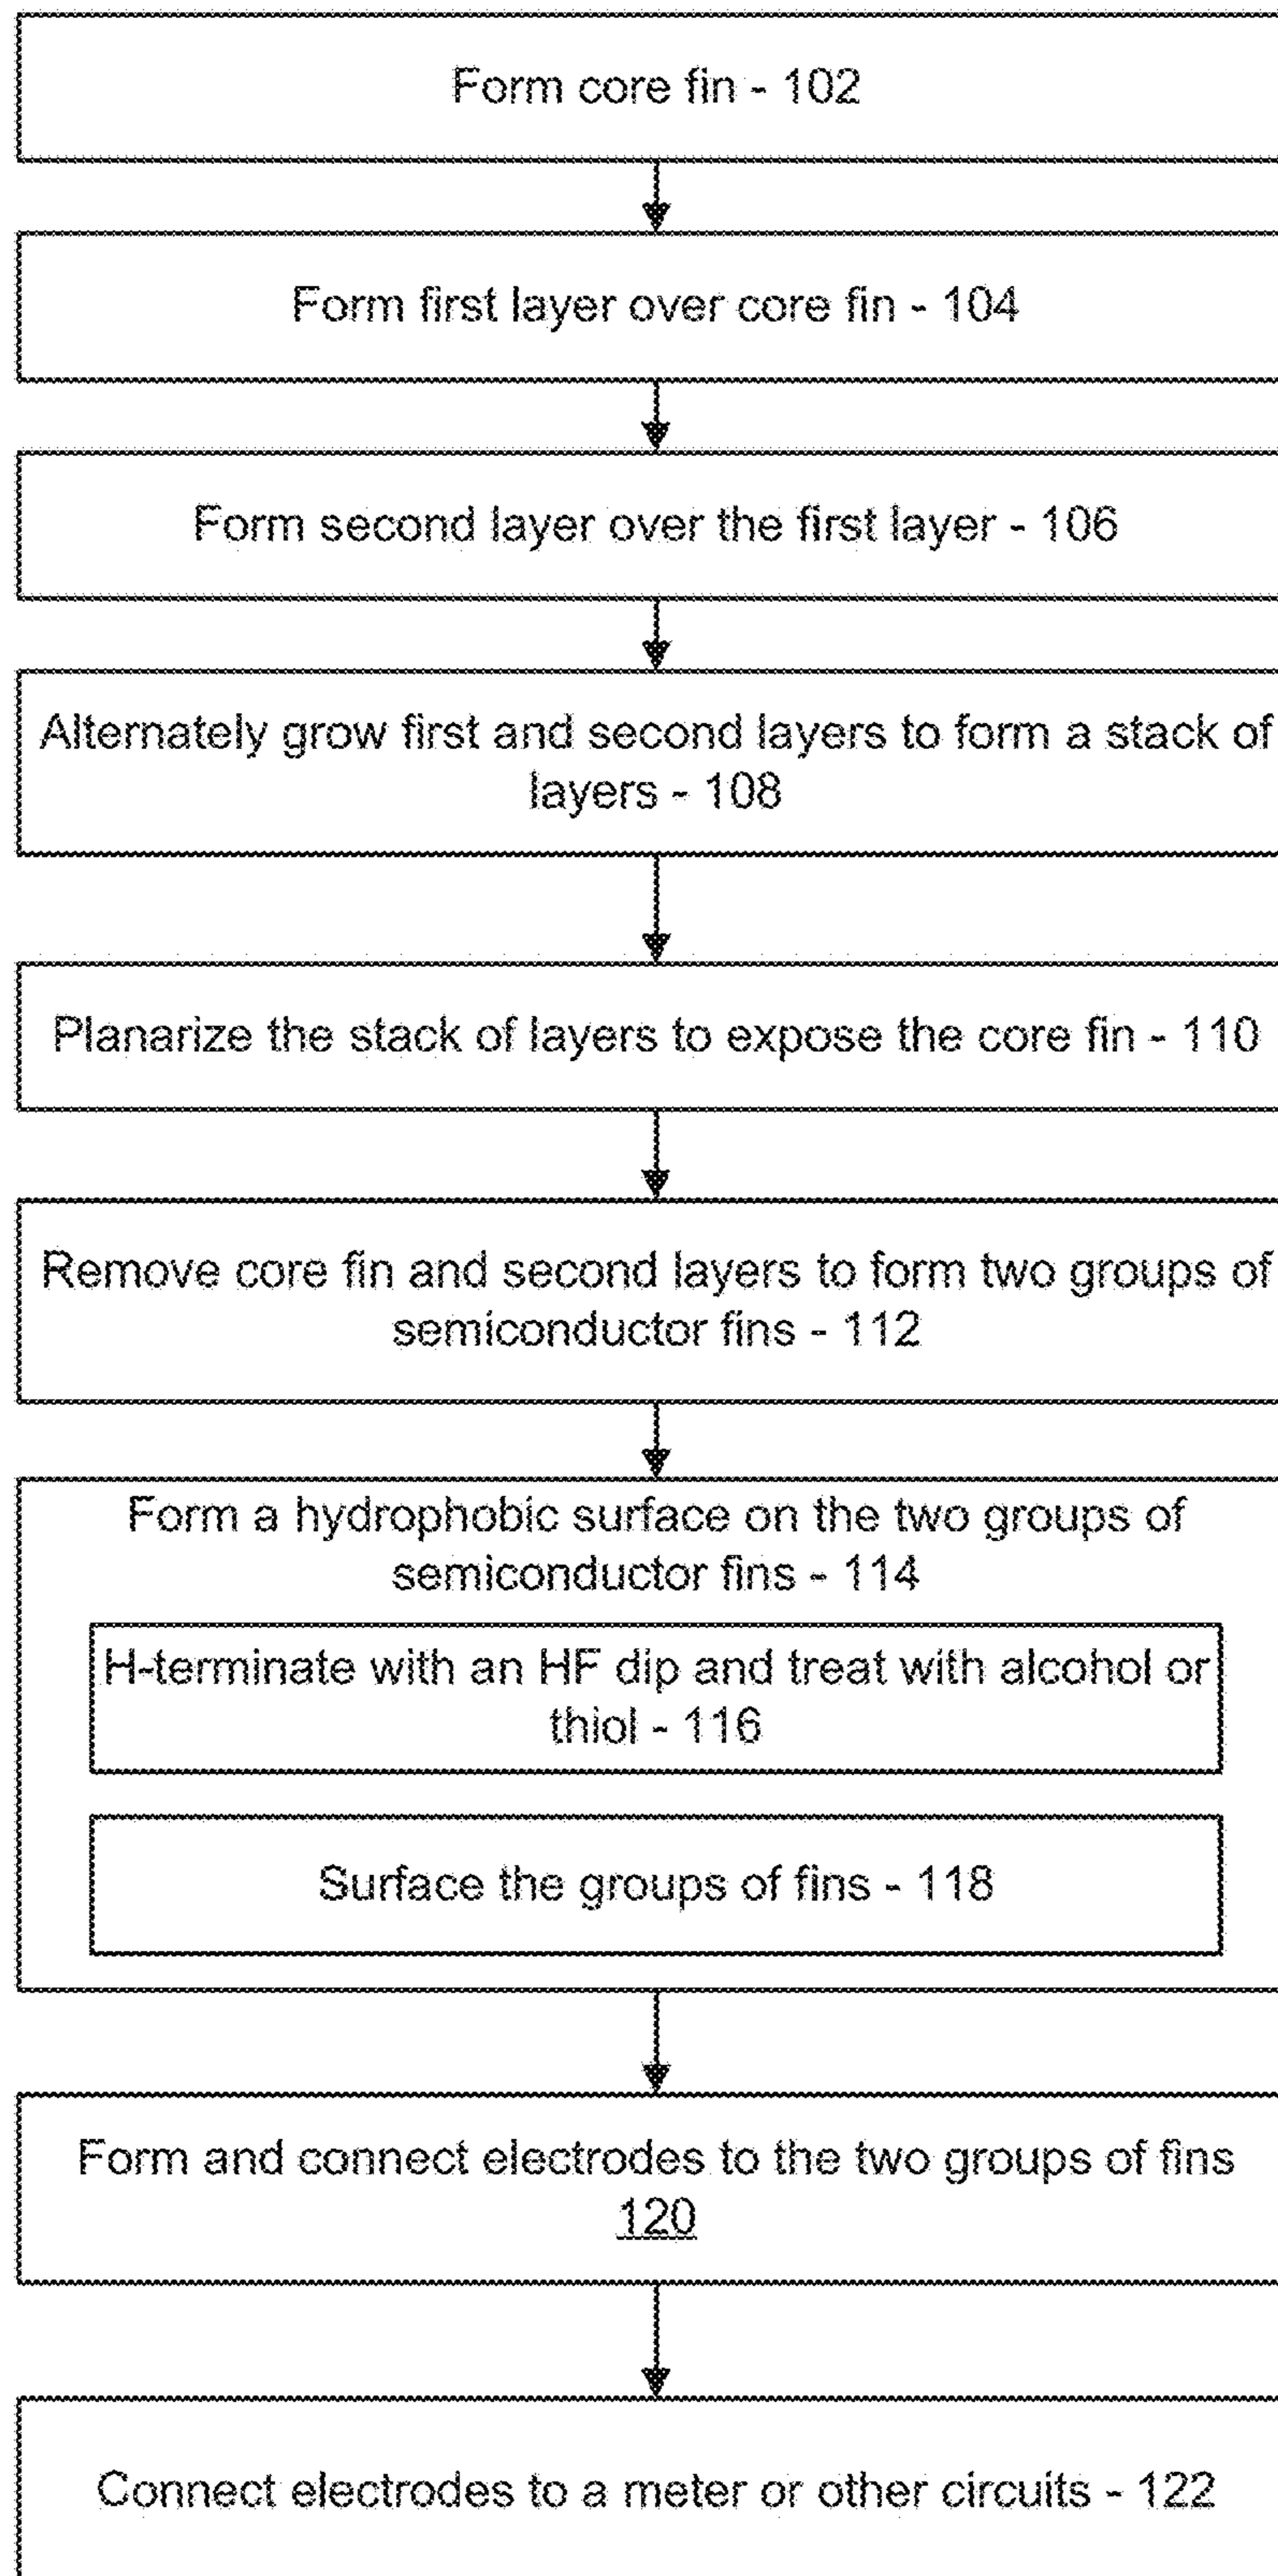 Form core fin - 102
Form first layer over core fin - 104
Form second layer over the first layer - 106
Alternately grow first and second layers to form a stack of
layers - 108
Planarize the stack of layers to expose the core fin - 110
Remove core fin and second layers to form two groups of
semiconductor fins - 112
Form a hydrophobic surface on the two groups of
semiconductor fins - 114
H-terminate with an HF dip and treat with alcohol or
thiol - 116
Surface the groups of fins - 118
Form and connect electrodes to the two groups of fins
120
Connect electrodes to a meter or other circuits - 122